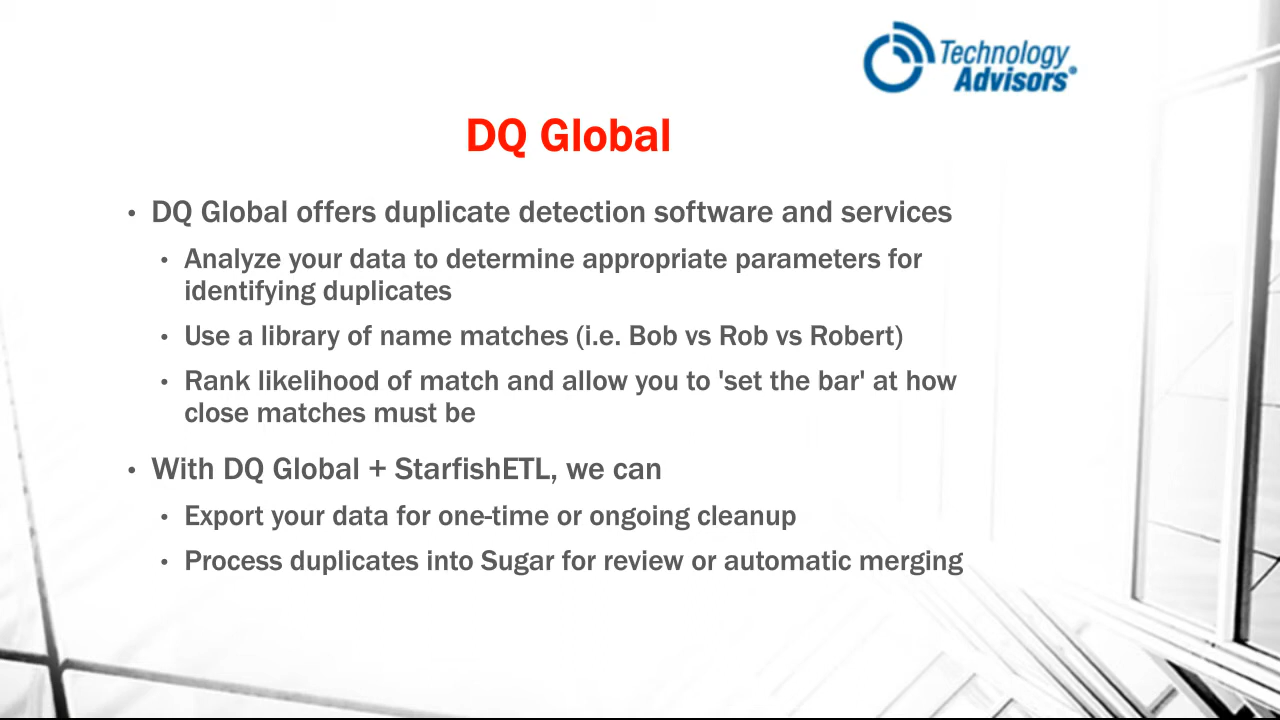 Technology
Advisors®
DQ Global
• DQ Global offers duplicate detection software and services
• Analyze your data to determine appropriate parameters for
identifying duplicates
• Use a library of name matches (i.e. Bob vs Rob vs Robert)
• Rank likelihood of match and allow you to 'set the bar' at how
close matches must be
• With DQ Global + StarfishETL, we can
• Export your data for one-time or ongoing cleanup
• Process duplicates into Sugar for review or automatic merging